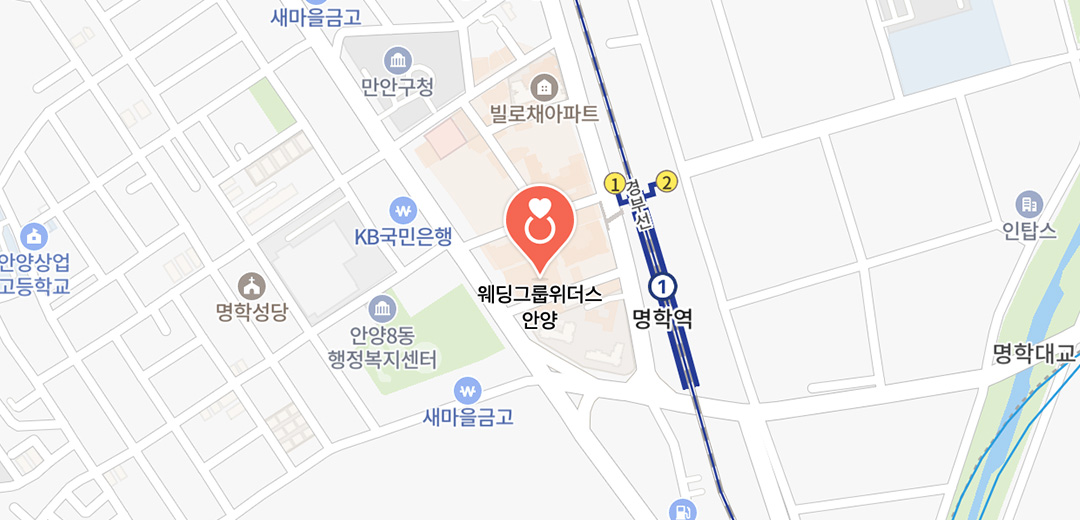 새마을금고
만안구청
빌로채아파트
1
2
경부선
인탑스
KB국민은행
안양상업
고등학교
명학성당
웨딩그룹위더스
안양
1
명학역
안양8동
행정복지센터
명학대교
새마을금고